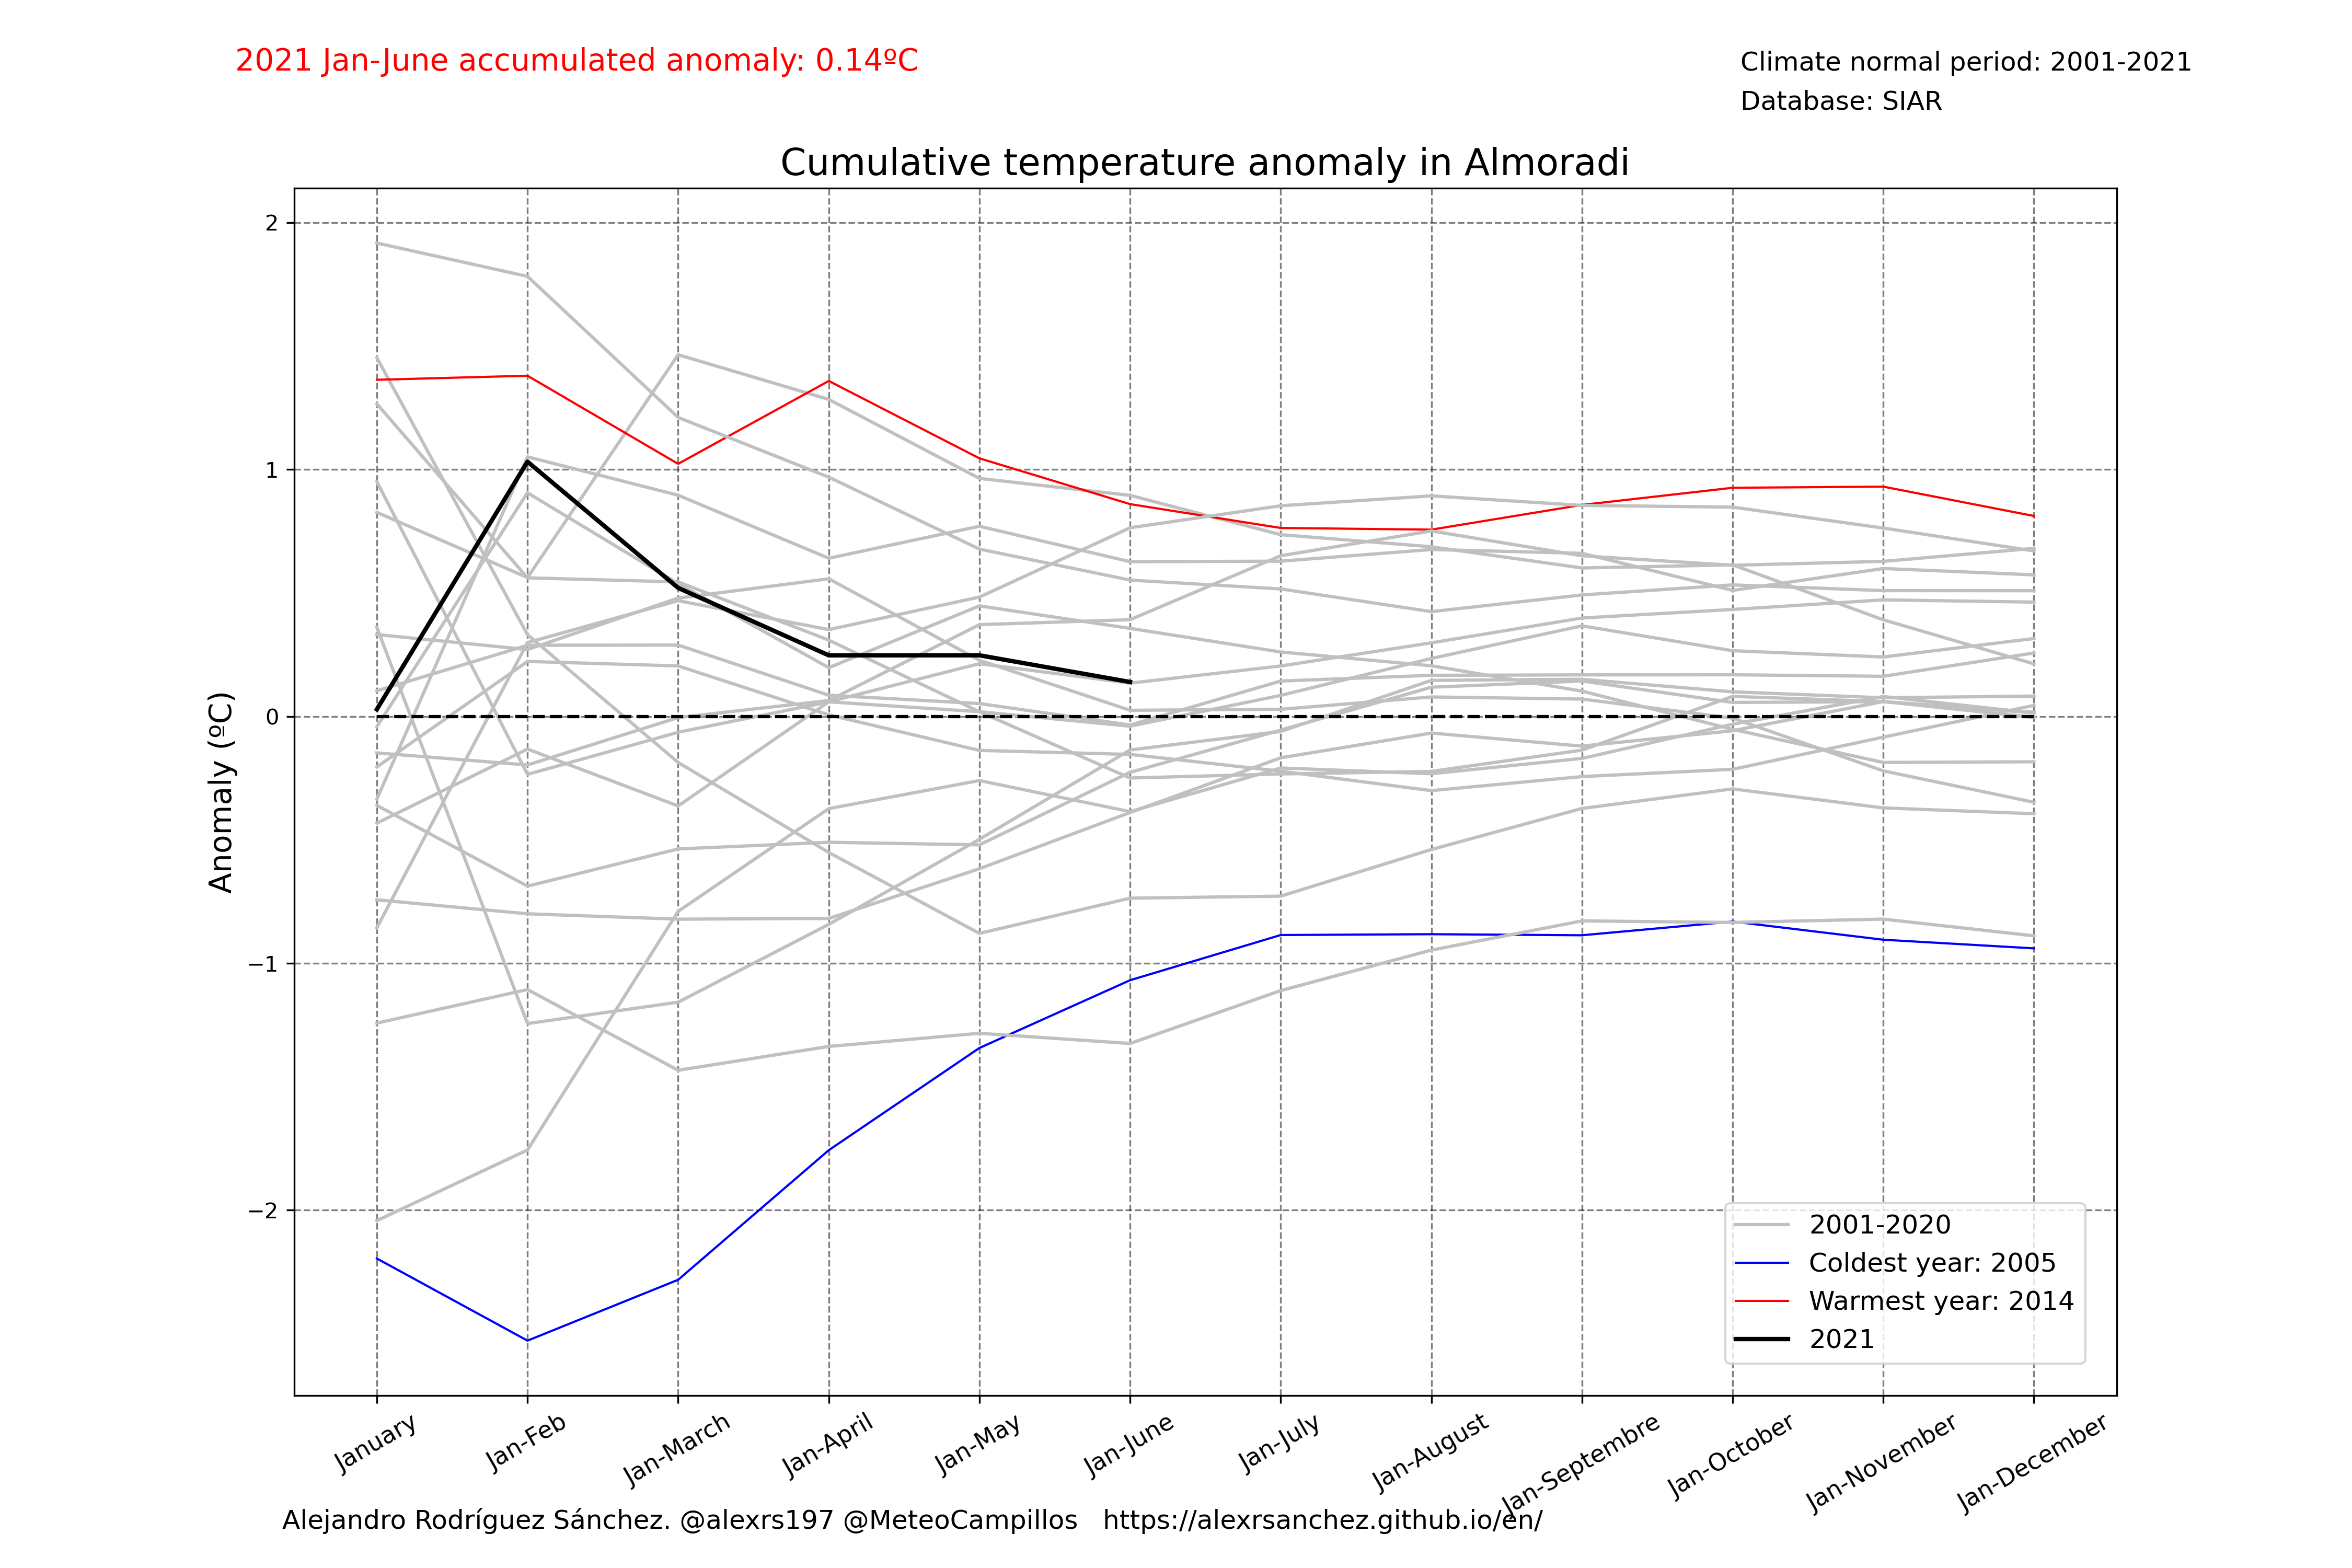 2021 Jan-June accumulated anomaly: 0.14ºC
Climate normal period: 2001-2021
Database: SIAR
Cumulative temperature anomaly in Almoradi
Anomaly (ºC)
2
1
0
−1
−2
2001-2020
Coldest year: 2005
Warmest year: 2014
2021
January
Jan-Feb
Jan-March
Jan-April
Jan-May
Jan-June
Jan-July
Jan-August
Jan-Septembre
Jan-October
Jan-November
Jan-December
Alejandro Rodríguez Sánchez. @alexrs197 @MeteoCampillos   https://alexrsanchez.github.io/en/